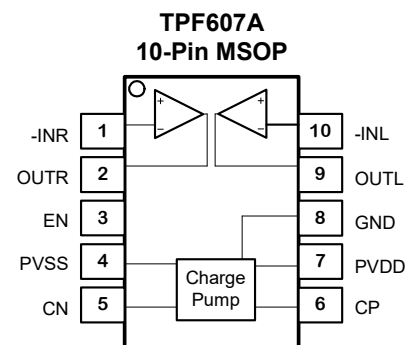 TPF607A
10-Pin MSOP
-INR 1 + − + − 10 -INL
OUTR 2 9 OUTL
EN 3 8 GND
PVSS 4 7 PVDD
Charge
Pump
CN 5 6 CP